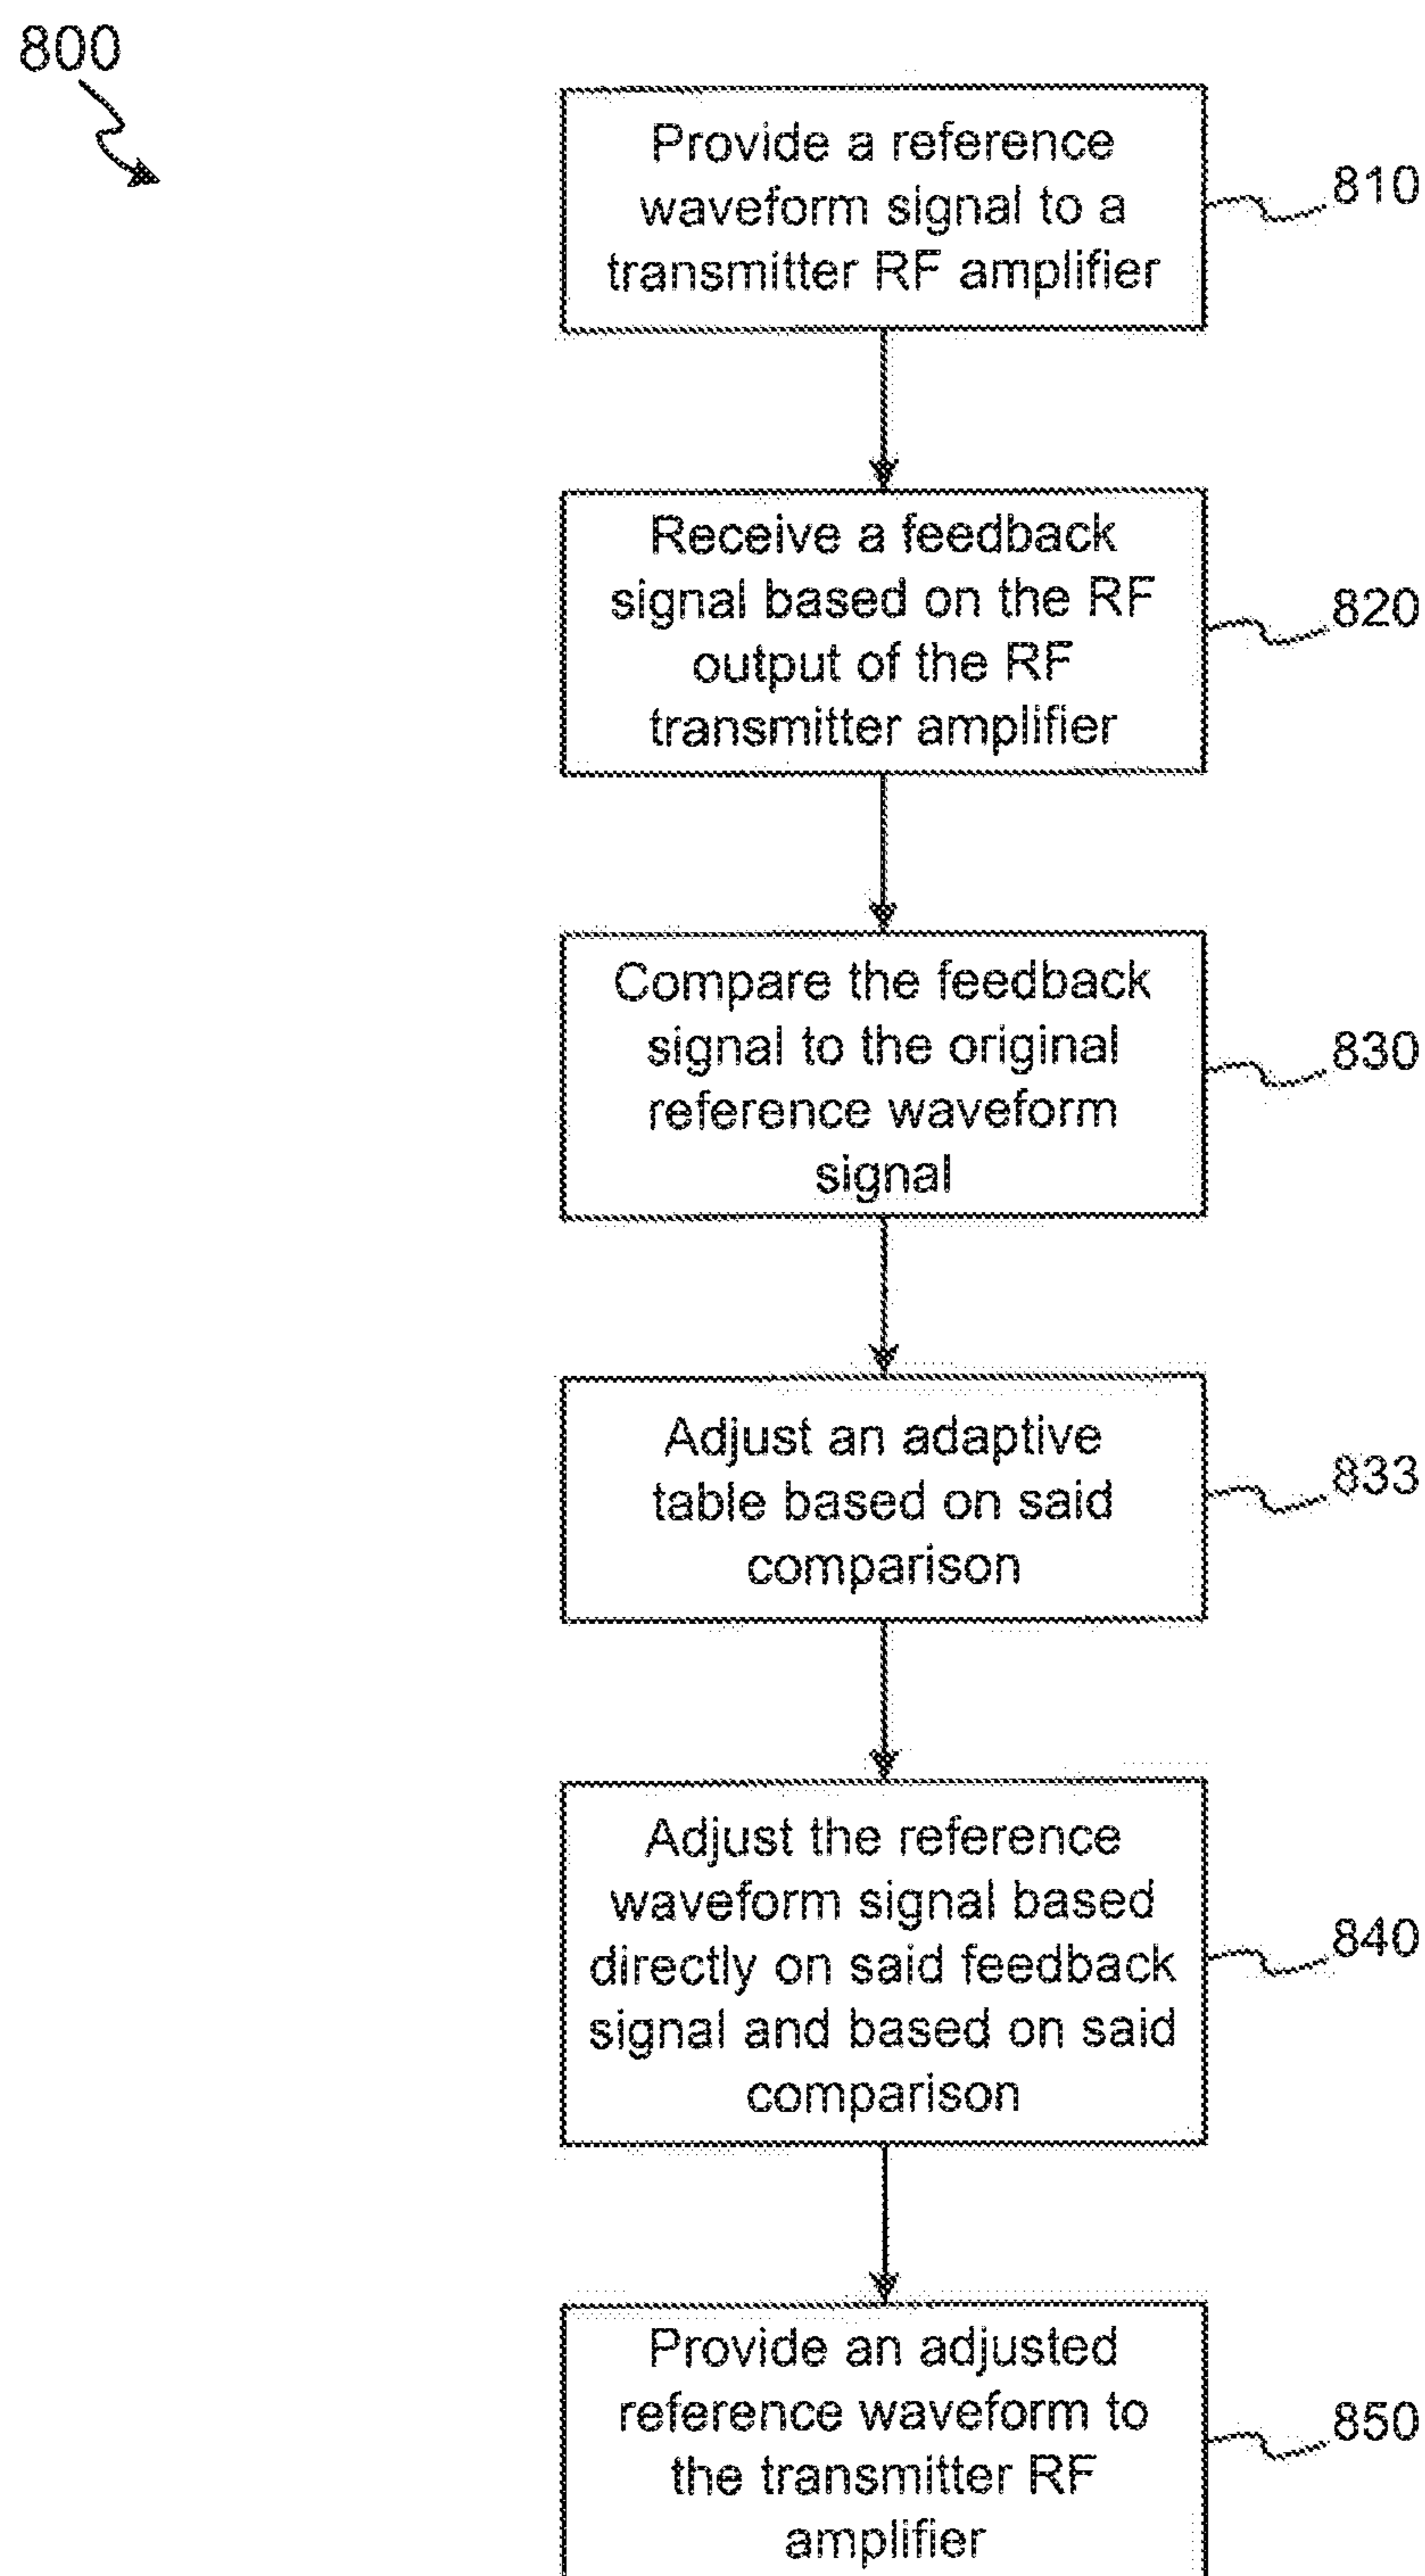 800
Provide a reference
waveform signal to a
transmitter RF amplifier
810
Receive a feedback
signal based on the RF
output of the RF
transmitter amplifier
820
Compare the feedback
signal to the original
reference waveform
signal
830
Adjust an adaptive
table based on said
comparison
833
Adjust the reference
waveform signal based
directly on said feedback
signal and based on said
comparison
840
Provide an adjusted
reference waveform to
the transmitter RF
amplifier
850